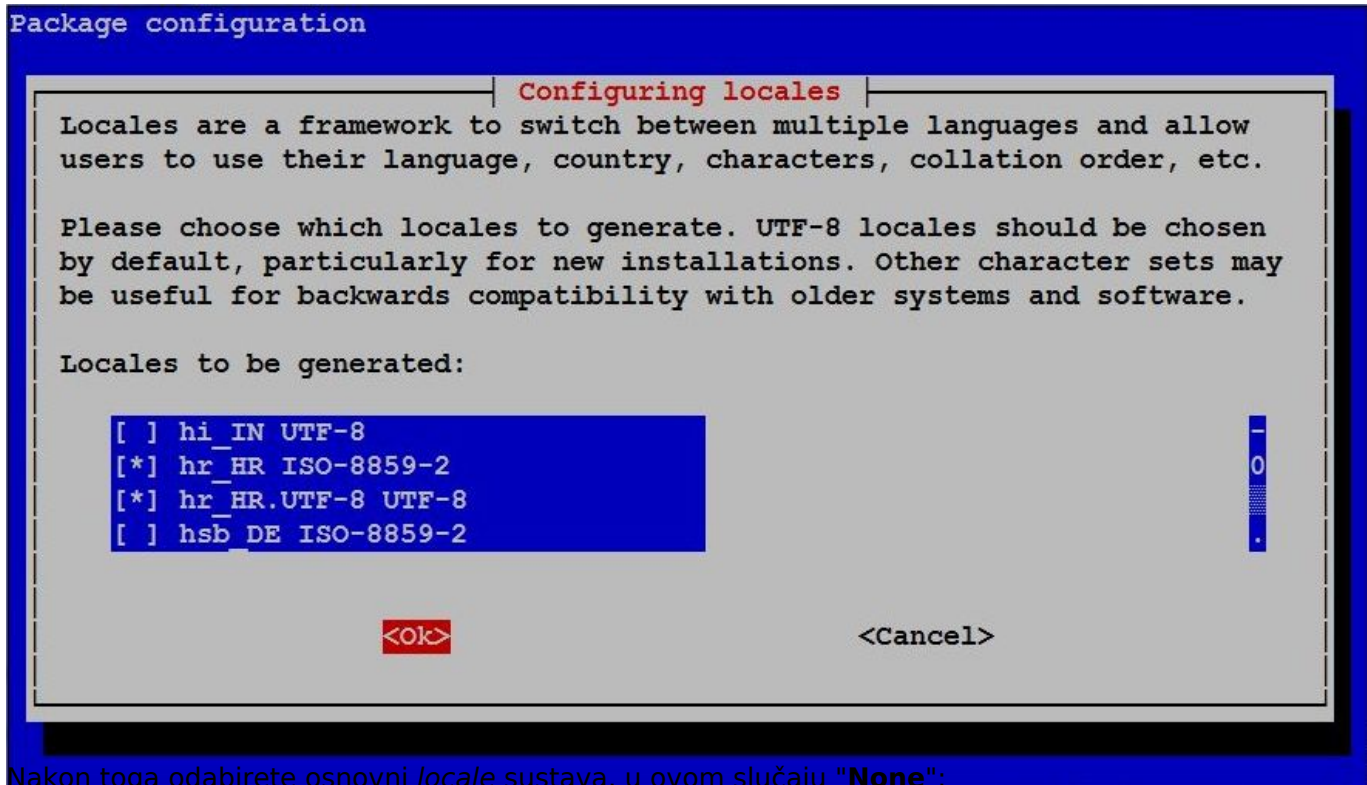 Package configuration
Configuring locales
Locales are a framework to switch between multiple languages and allow
users to use their language, country, characters, collation order, etc.
Please choose which locales to generate. UTF-8 locales should be chosen
by default, particularly for new installations. Other character sets may
be useful for backwards compatibility with older systems and software.
Locales to be generated:
[ ] hi_IN UTF-8
[*] hr_HR ISO-8859-2
[*] hr_HR.UTF-8 UTF-8
[ ] hsb_DE ISO-8859-2
<Ok> <Cancel>
Nakon toga odabirete osnovni locale sustava, u ovom slučaju "None":